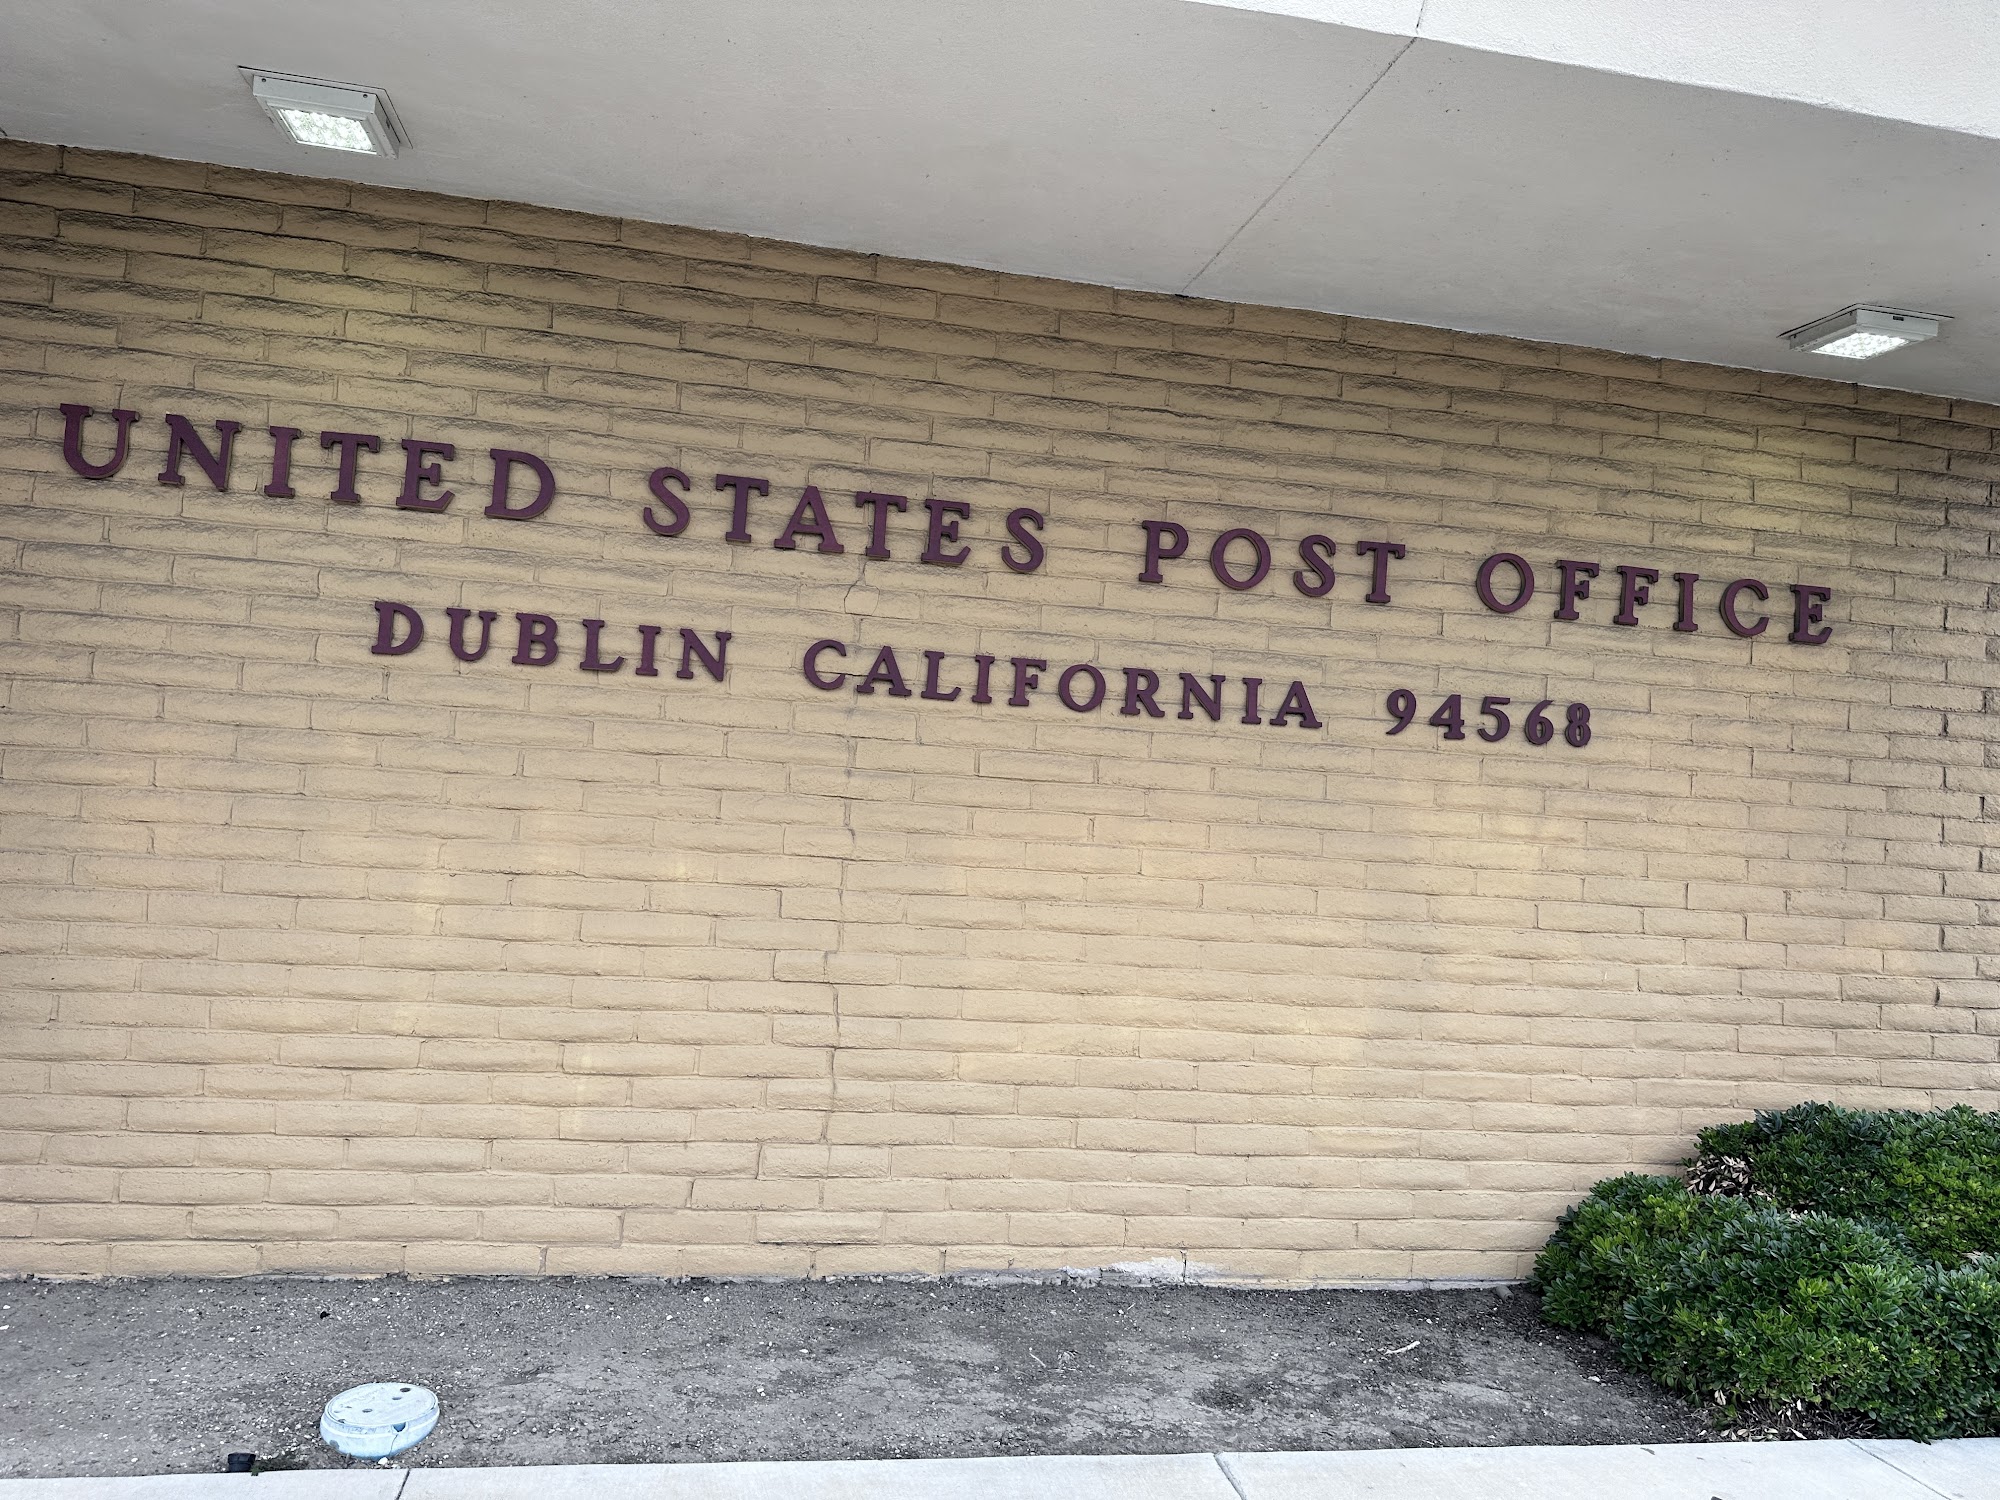 UNITED STATES POST OFFICE
DUBLIN CALIFORNIA 94568